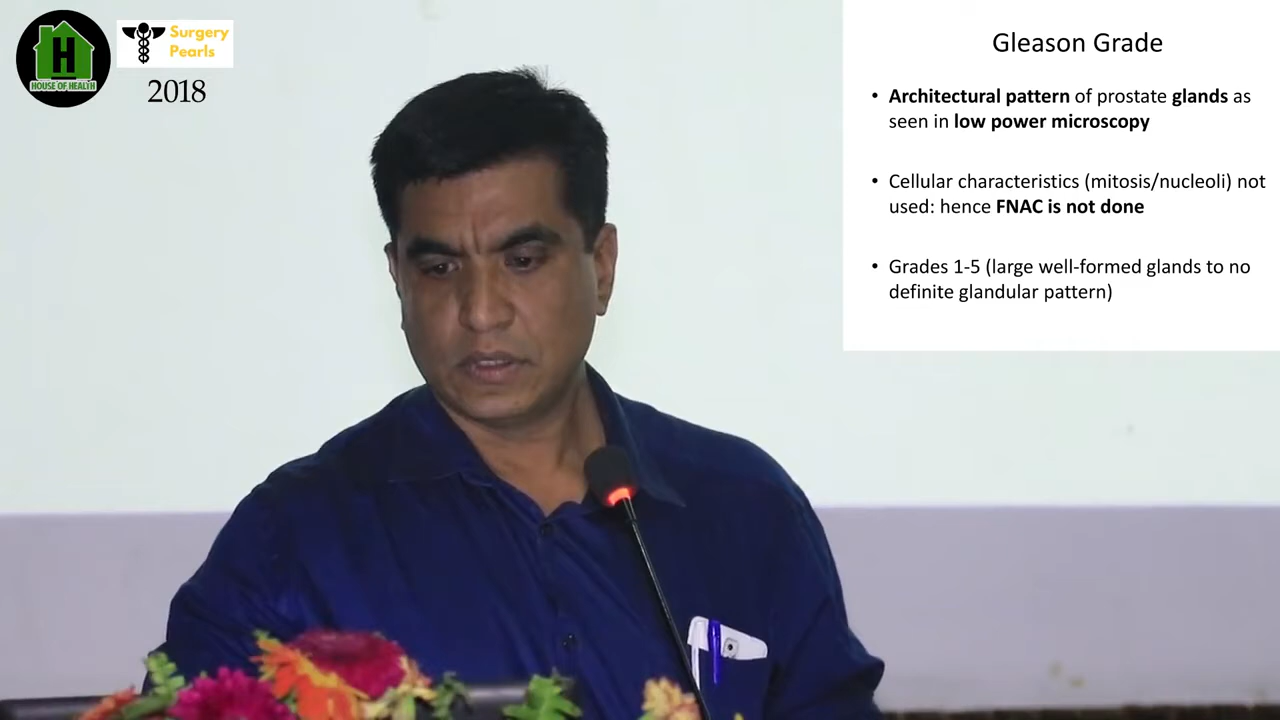 H
HOUSE OF HEALTH
Surgery
Pearls
2018
Gleason Grade
• Architectural pattern of prostate glands as
seen in low power microscopy
• Cellular characteristics (mitosis/nucleoli) not
used: hence FNAC is not done
• Grades 1-5 (large well-formed glands to no
definite glandular pattern)